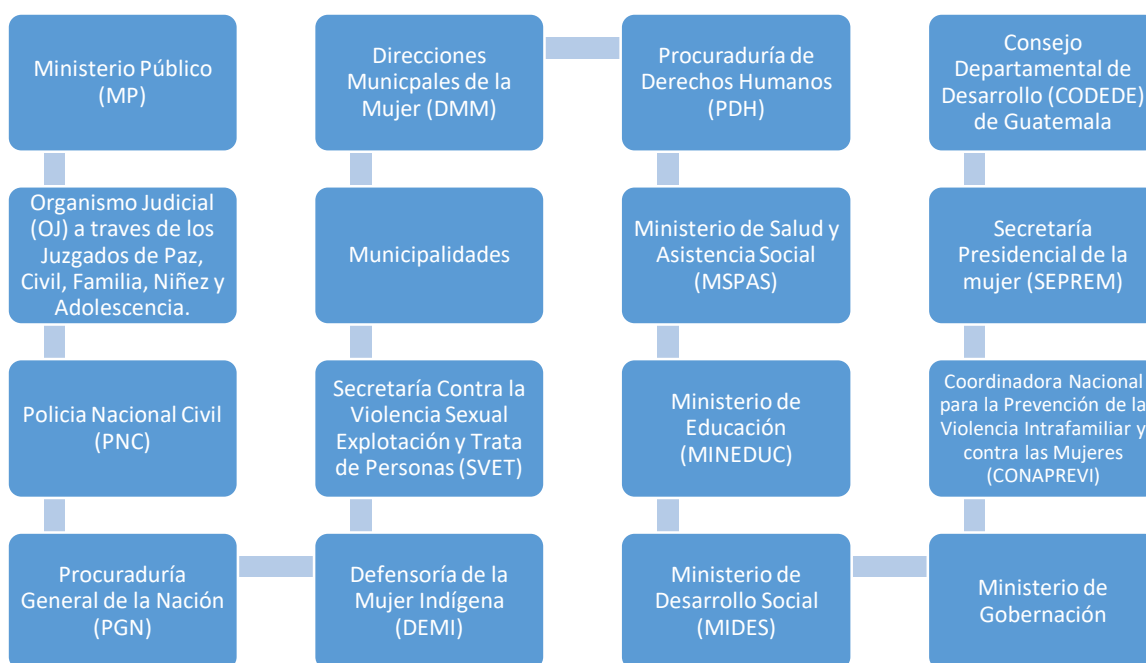 Ministerio Público
(MP)
Organismo Judicial
(OJ) a traves de los
Juzgados de Paz,
Civil, Familia, Niñez y
Adolescencia.
Policia Nacional Civil
(PNC)
Procuraduría
General de la Nación
(PGN)
Defensoría de la
Mujer Indígena
(DEMI)
Secretaría Contra la
Violencia Sexual
Explotación y Trata
de Personas (SVET)
Municipalidades
Direcciones
Municpales de la
Mujer (DMM)
Procuraduría de
Derechos Humanos
(PDH)
Ministerio de Salud y
Asistencia Social
(MSPAS)
Ministerio de
Educación
(MINEDUC)
Ministerio de
Desarrollo Social
(MIDES)
Ministerio de
Gobernación
Coordinadora Nacional
para la Prevención de la
Violencia Intrafamiliar y
contra las Mujeres
(CONAPREVI)
Secretaría
Presidencial de la
mujer (SEPREM)
Consejo
Departamental de
Desarrollo (CODEDE)
de Guatemala